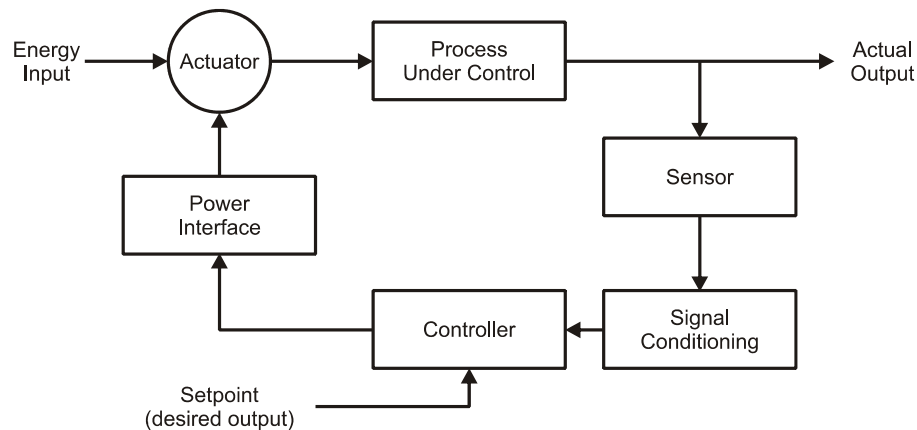 Energy
Input
Actuator
Process
Under Control
Actual
Output
Sensor
Power
Interface
Controller
Signal
Conditioning
Setpoint
(desired output)